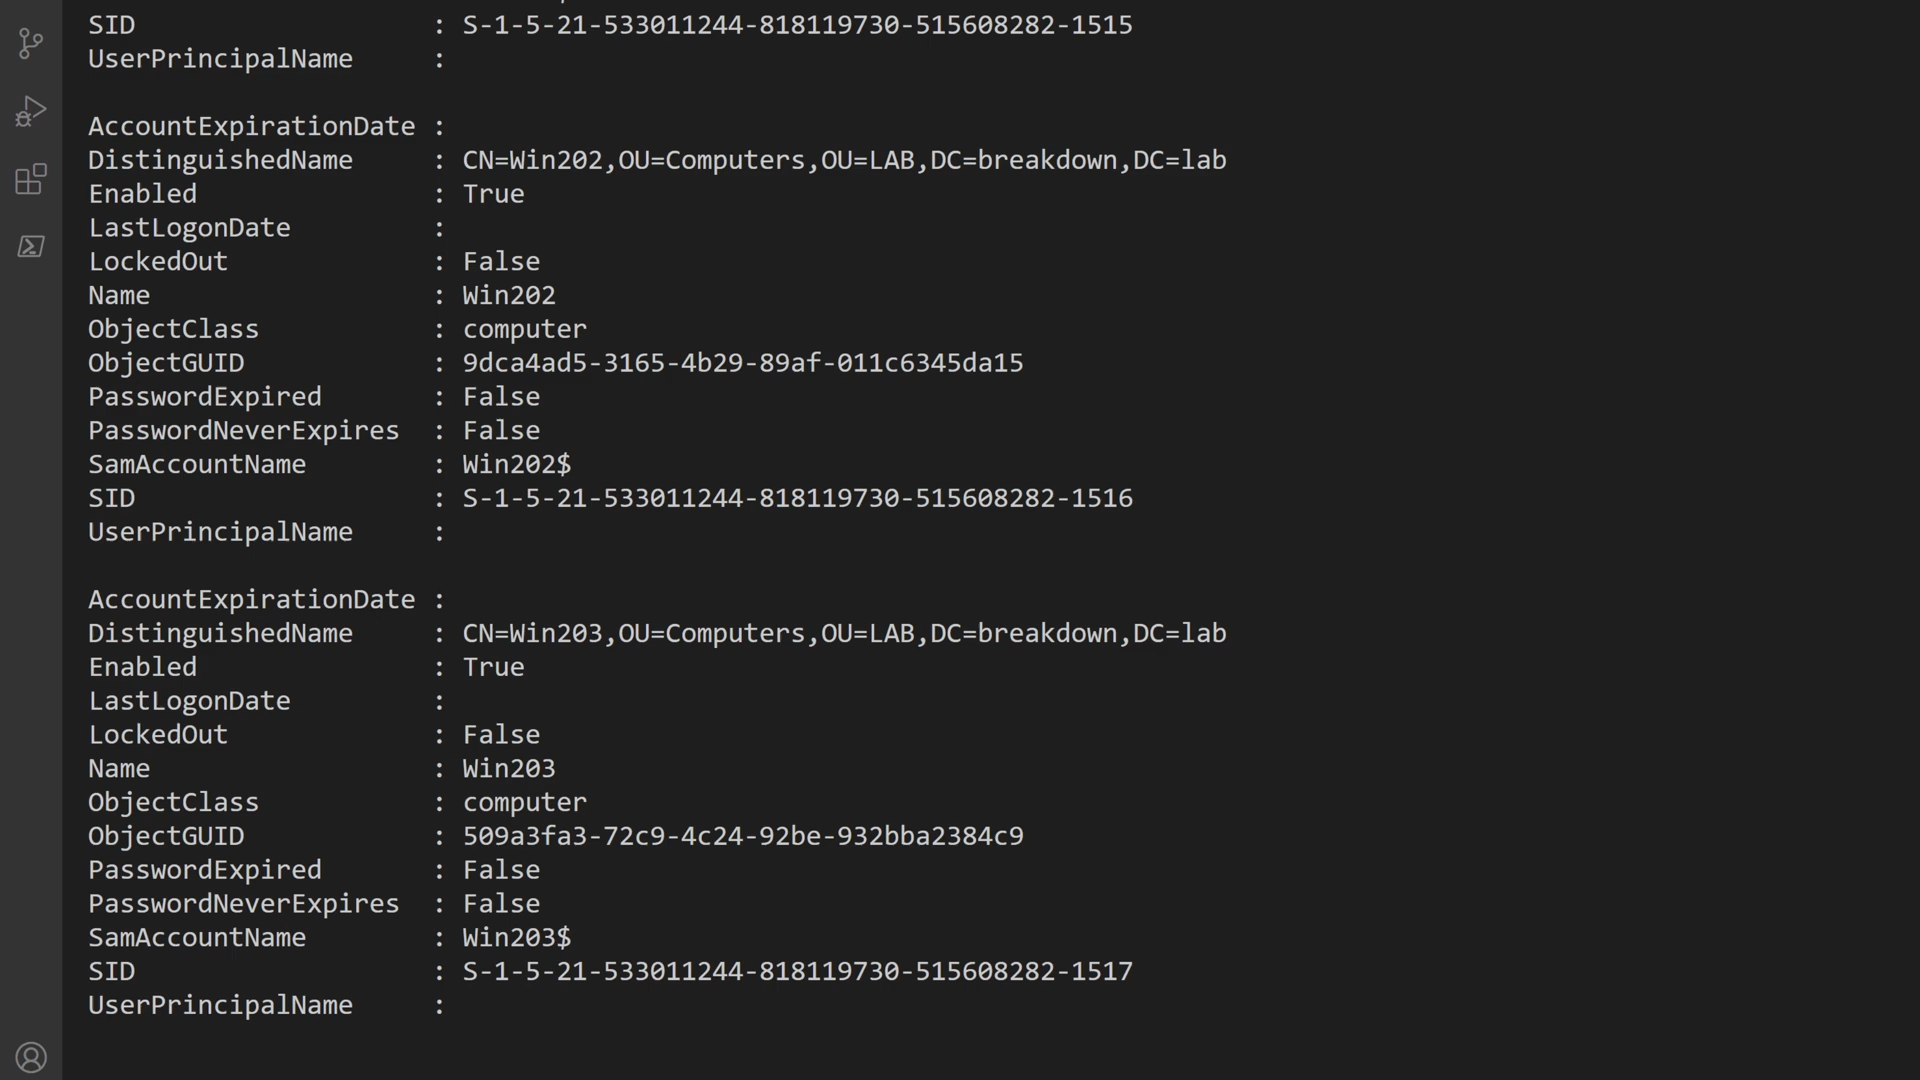 SID                   : S-1-5-21-533011244-818119730-515608282-1515
UserPrincipalName     :

AccountExpirationDate :
DistinguishedName     : CN=Win202,OU=Computers,OU=LAB,DC=breakdown,DC=lab
Enabled               : True
LastLogonDate         :
LockedOut             : False
Name                  : Win202
ObjectClass           : computer
ObjectGUID            : 9dca4ad5-3165-4b29-89af-011c6345da15
PasswordExpired       : False
PasswordNeverExpires  : False
SamAccountName        : Win202$
SID                   : S-1-5-21-533011244-818119730-515608282-1516
UserPrincipalName     :

AccountExpirationDate :
DistinguishedName     : CN=Win203,OU=Computers,OU=LAB,DC=breakdown,DC=lab
Enabled               : True
LastLogonDate         :
LockedOut             : False
Name                  : Win203
ObjectClass           : computer
ObjectGUID            : 509a3fa3-72c9-4c24-92be-932bba2384c9
PasswordExpired       : False
PasswordNeverExpires  : False
SamAccountName        : Win203$
SID                   : S-1-5-21-533011244-818119730-515608282-1517
UserPrincipalName     :